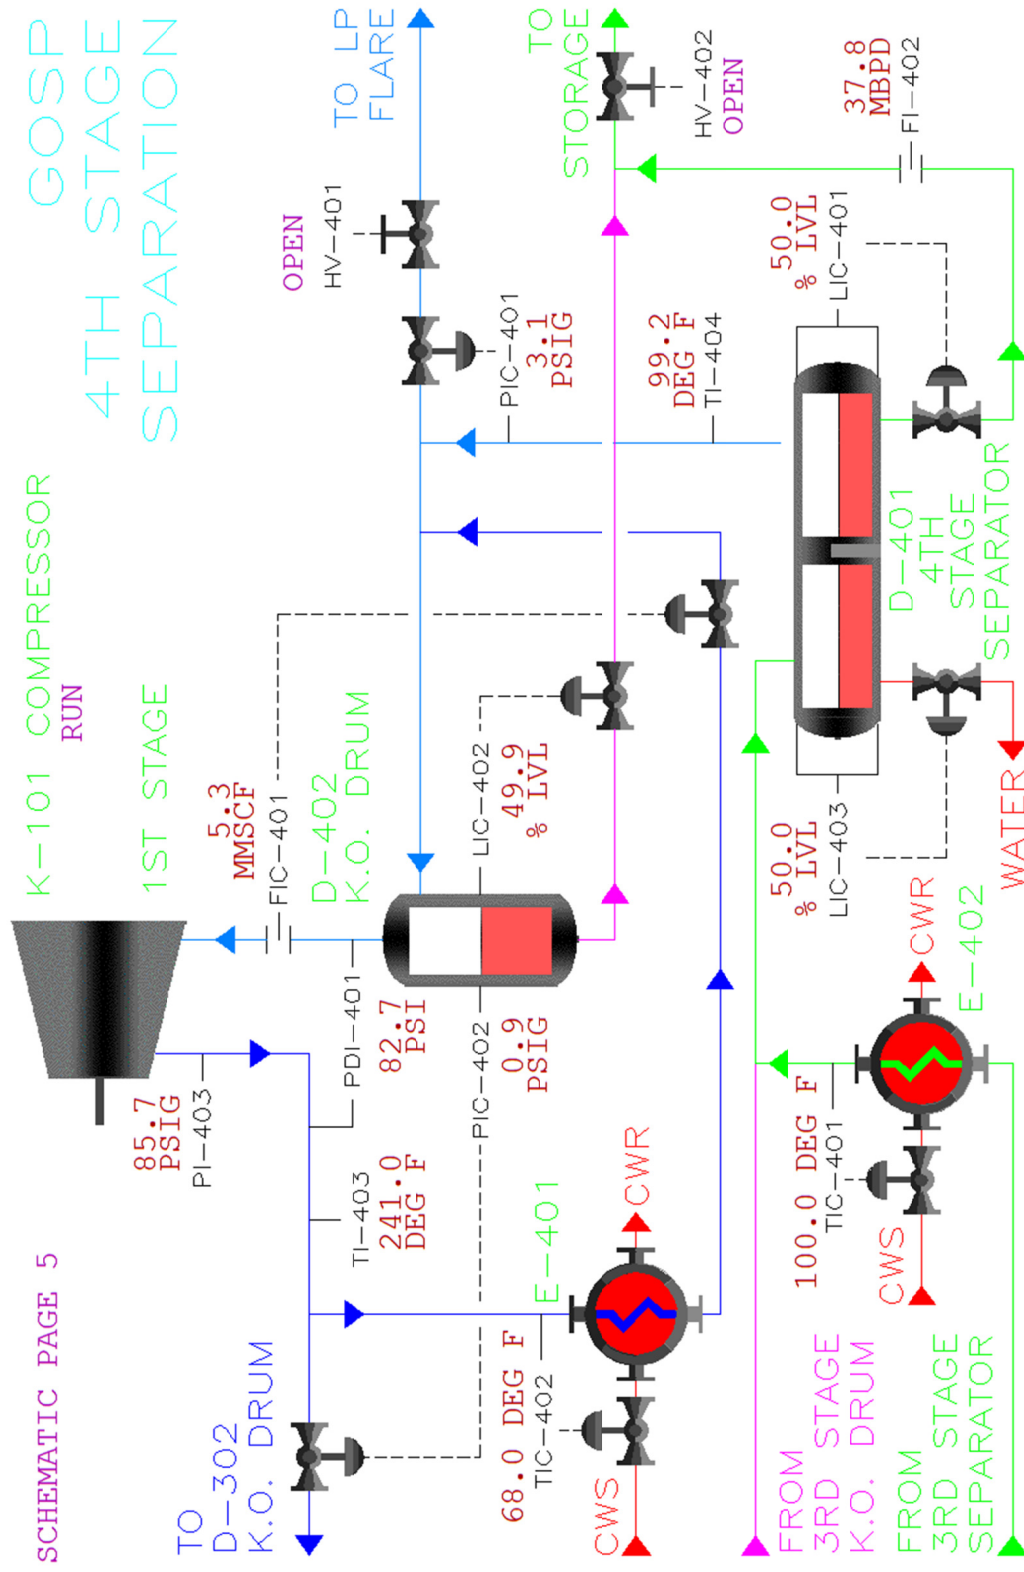 SCHEMATIC PAGE 5
K-101 COMPRESSOR
RUN
1ST STAGE
GOSP
4TH STAGE
SEPARATION
85.7
PSIG
PI-403
5.3
MMSCF
FIC-401
TO
D-302
K.O. DRUM
TI-403
241.0
DEG F
PDI-401
82.7
PSI
D-402
K.O. DRUM
OPEN
HV-401
TO LP
FLARE
PIC-402
0.9
PSIG
LIC-402
49.9
% LVL
PIC-401
3.1
PSIG
68.0 DEG F
TIC-402
E-401
CWS
CWR
99.2
DEG F
TI-404
TO
STORAGE
HV-402
OPEN
FROM
3RD STAGE
K.O. DRUM
100.0 DEG F
TIC-401
50.0
% LVL
LIC-403
50.0
% LVL
LIC-401
37.8
MBPD
FI-402
FROM
3RD STAGE
SEPARATOR
CWS
CWR
E-402
WATER
D-401
4TH
STAGE
SEPARATOR